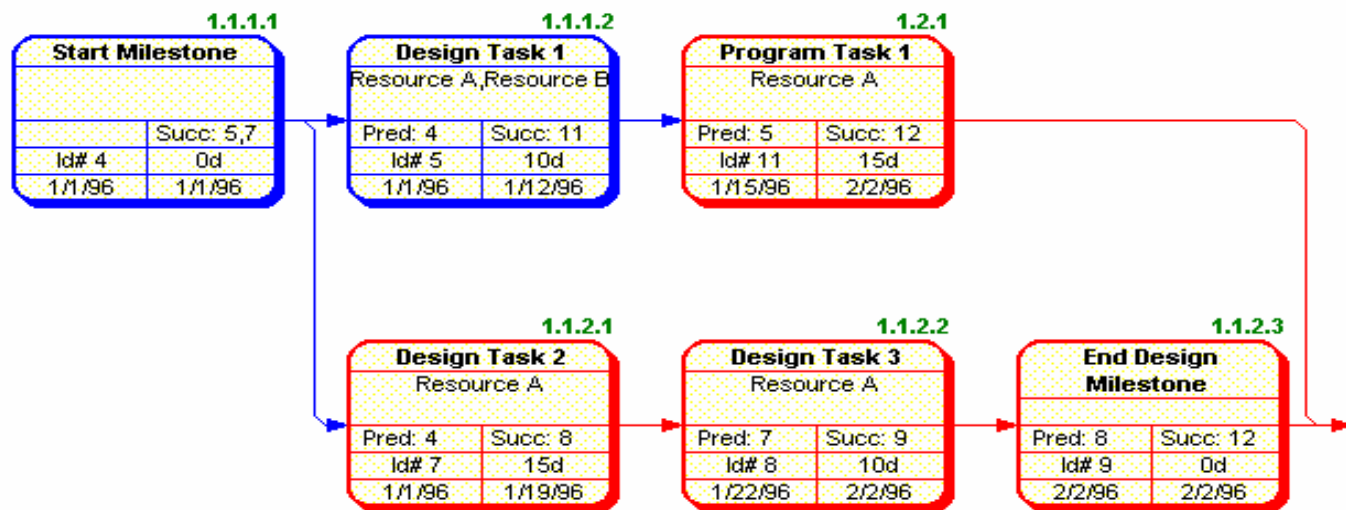 1.1.1.1
Start Milestone
Succ: 5,7
Id# 4 0d
1/1/96 1/1/96
1.1.1.2
Design Task 1
Resource A,Resource B
Pred: 4 Succ: 11
Id# 5 10d
1/1/96 1/12/96
1.2.1
Program Task 1
Resource A
Pred: 5 Succ: 12
Id# 11 15d
1/15/96 2/2/96
1.1.2.1
Design Task 2
Resource A
Pred: 4 Succ: 8
Id# 7 15d
1/1/96 1/19/96
1.1.2.2
Design Task 3
Resource A
Pred: 7 Succ: 9
Id# 8 10d
1/22/96 2/2/96
1.1.2.3
End Design
Milestone
Pred: 8 Succ: 12
Id# 9 0d
2/2/96 2/2/96